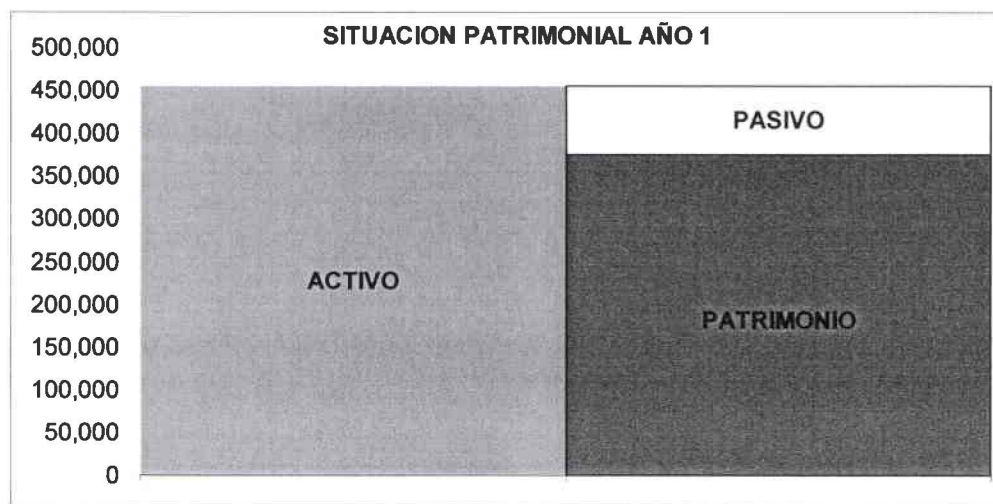 SITUACION PATRIMONIAL AÑO 1
500,000
450,000
400,000
350,000
300,000
250,000
200,000
150,000
100,000
50,000
0
PASIVO
ACTIVO
PATRIMONIO